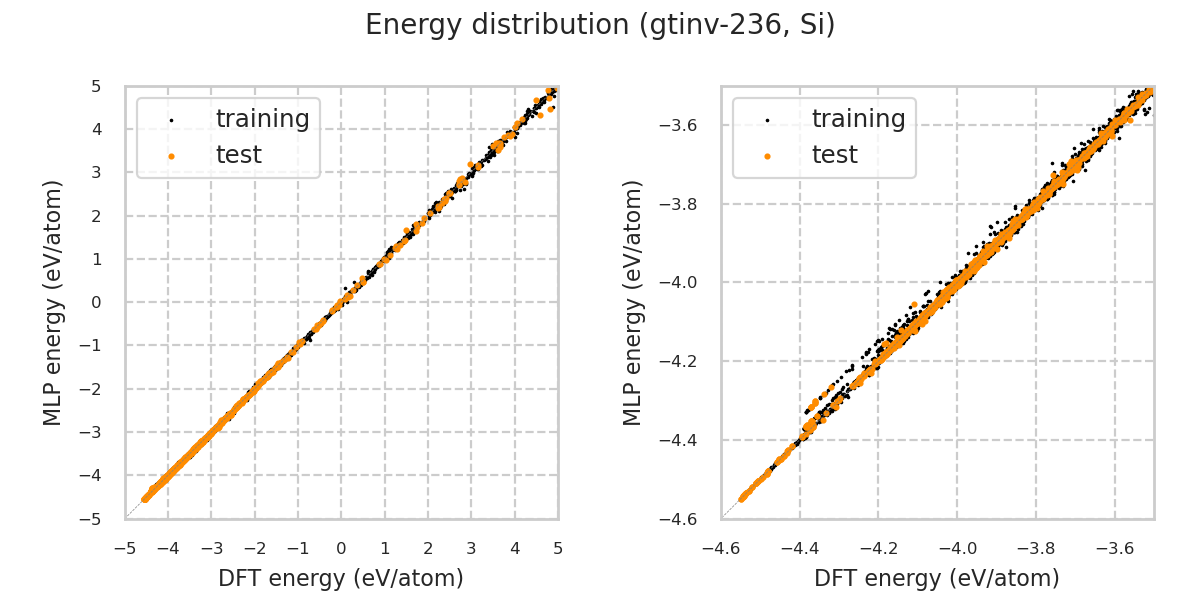 Energy distribution (gtinv-236, Si)
MLP energy (eV/atom)
5
4
3
2
1
0
−1
−2
−3
−4
−5
training
test
−5 −4 −3 −2 −1 0 1 2 3 4 5
DFT energy (eV/atom)
MLP energy (eV/atom)
−3.6
−3.8
−4.0
−4.2
−4.4
−4.6
training
test
−4.6 −4.4 −4.2 −4.0 −3.8 −3.6
DFT energy (eV/atom)